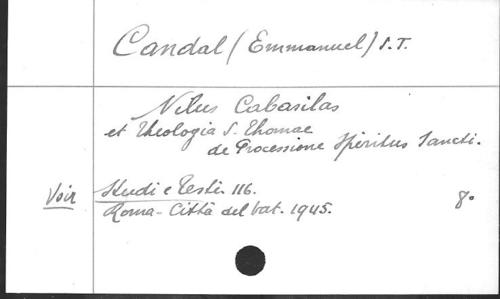 Candal (Emmanuel) S.T.
Nilus Cabasilas
et theologia S. Thomae
de Processione Spiritus Sancti.
Voir Studi e Testi 116.
Roma - Città del Vat. 1945. 8°